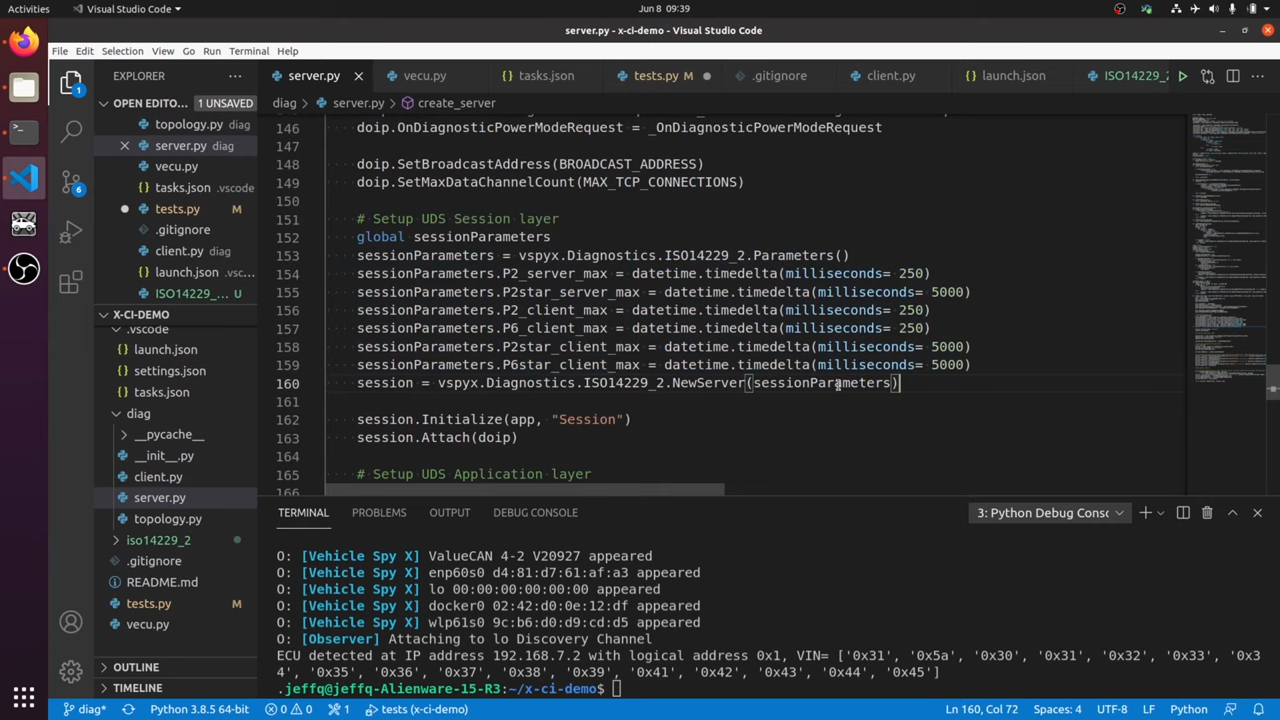 Activities
Visual Studio Code
Jun 8 09:39
server.py - x-ci-demo - Visual Studio Code
File Edit Selection View Go Run Terminal Help
EXPLORER
server.py
vecu.py
tasks.json
tests.py M
.gitignore
client.py
launch.json
ISO14229_2.
OPEN EDITO... 1 UNSAVED
topology.py diag
server.py diag
vecu.py
tasks.json .vscode
tests.py M
.gitignore
client.py diag
launch.json .vscode
ISO14229_... U
X-CI-DEMO
.vscode
launch.json
settings.json
tasks.json
diag
__pycache__
__init__.py
client.py
server.py
topology.py
iso14229_2
.gitignore
README.md
tests.py M
vecu.py
OUTLINE
TIMELINE
1
6
diag > server.py > create_server
146 doip.OnDiagnosticPowerModeRequest = _OnDiagnosticPowerModeRequest
147
148 doip.SetBroadcastAddress(BROADCAST_ADDRESS)
149 doip.SetMaxDataChannelCount(MAX_TCP_CONNECTIONS)
150
151 # Setup UDS Session layer
152 global sessionParameters
153 sessionParameters = vspyx.Diagnostics.ISO14229_2.Parameters()
154 sessionParameters.P2_server_max = datetime.timedelta(milliseconds= 250)
155 sessionParameters.P2star_server_max = datetime.timedelta(milliseconds= 5000)
156 sessionParameters.P2_client_max = datetime.timedelta(milliseconds= 250)
157 sessionParameters.P6_client_max = datetime.timedelta(milliseconds= 250)
158 sessionParameters.P2star_client_max = datetime.timedelta(milliseconds= 5000)
159 sessionParameters.P6star_client_max = datetime.timedelta(milliseconds= 5000)
160 session = vspyx.Diagnostics.ISO14229_2.NewServer(sessionParameters)
161
162 session.Initialize(app, "Session")
163 session.Attach(doip)
164
165 # Setup UDS Application layer
166
TERMINAL PROBLEMS OUTPUT DEBUG CONSOLE
3: Python Debug Consc
O: [Vehicle Spy X] ValueCAN 4-2 V20927 appeared
O: [Vehicle Spy X] enp60s0 d4:81:d7:61:af:a3 appeared
O: [Vehicle Spy X] lo 00:00:00:00:00:00 appeared
O: [Vehicle Spy X] docker0 02:42:d0:0e:12:df appeared
O: [Vehicle Spy X] wlp61s0 9c:b6:d0:d9:cd:d5 appeared
O: [Observer] Attaching to lo Discovery Channel
ECU detected at IP address 192.168.7.2 with logical address 0x1, VIN= ['0x31', '0x5a', '0x30', '0x31', '0x32', '0x33', '0x3
4', '0x35', '0x36', '0x37', '0x38', '0x39', '0x41', '0x42', '0x43', '0x44', '0x45']
.jeffq@jeffq-Alienware-15-R3:~/x-ci-demo$
diag*
Python 3.8.5 64-bit
0 0
1
tests (x-ci-demo)
Ln 160, Col 72
Spaces: 4
UTF-8
LF
Python